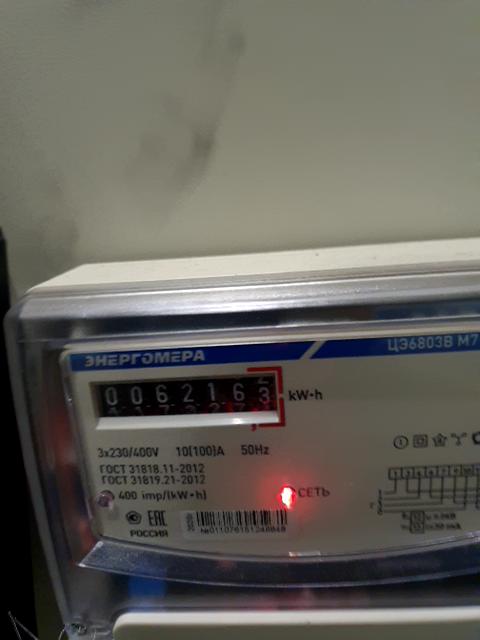 ЭНЕРГОМЕРА
ЦЭ6803В М7
0062163
kW·h
3x230/400V 10(100)A 50Hz
ГОСТ 31818.11-2012
ГОСТ 31819.21-2012
400 imp/(kW·h)
СЕТЬ
ЕАС
РОССИЯ